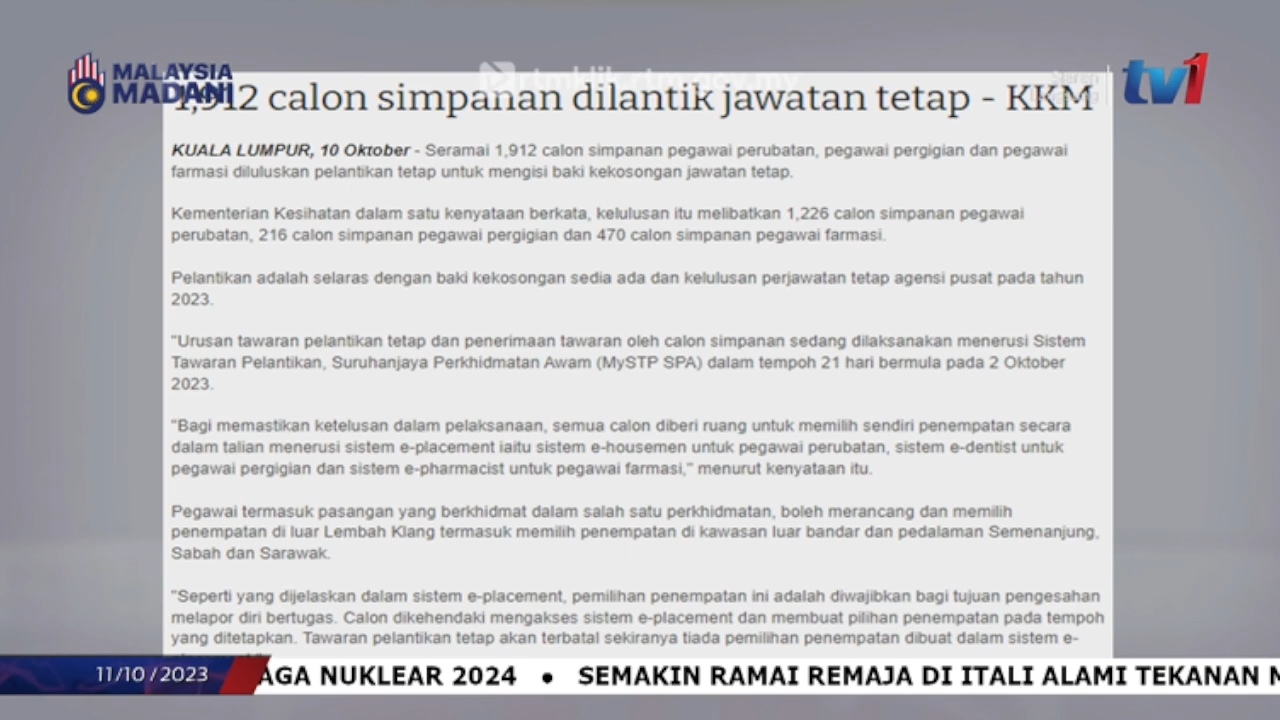 MALAYSIA
MADANI
rtmklik.rtm.gov.my
Siaran
tv1
1,912 calon simpanan dilantik jawatan tetap - KKM
KUALA LUMPUR, 10 Oktober - Seramai 1,912 calon simpanan pegawai perubatan, pegawai pergigian dan pegawai
farmasi diluluskan pelantikan tetap untuk mengisi baki kekosongan jawatan tetap.
Kementerian Kesihatan dalam satu kenyataan berkata, kelulusan itu melibatkan 1,226 calon simpanan pegawai
perubatan, 216 calon simpanan pegawai pergigian dan 470 calon simpanan pegawai farmasi.
Pelantikan adalah selaras dengan baki kekosongan sedia ada dan kelulusan perjawatan tetap agensi pusat pada tahun
2023.
"Urusan tawaran pelantikan tetap dan penerimaan tawaran oleh calon simpanan sedang dilaksanakan menerusi Sistem
Tawaran Pelantikan, Suruhanjaya Perkhidmatan Awam (MySTP SPA) dalam tempoh 21 hari bermula pada 2 Oktober
2023.
"Bagi memastikan ketelusan dalam pelaksanaan, semua calon diberi ruang untuk memilih sendiri penempatan secara
dalam talian menerusi sistem e-placement iaitu sistem e-housemen untuk pegawai perubatan, sistem e-dentist untuk
pegawai pergigian dan sistem e-pharmacist untuk pegawai farmasi," menurut kenyataan itu.
Pegawai termasuk pasangan yang berkhidmat dalam salah satu perkhidmatan, boleh merancang dan memilih
penempatan di luar Lembah Klang termasuk memilih penempatan di kawasan luar bandar dan pedalaman Semenanjung,
Sabah dan Sarawak.
"Seperti yang dijelaskan dalam sistem e-placement, pemilihan penempatan ini adalah diwajibkan bagi tujuan pengesahan
melapor diri bertugas. Calon dikehendaki mengakses sistem e-placement dan membuat pilihan penempatan pada tempoh
yang ditetapkan. Tawaran pelantikan tetap akan terbatal sekiranya tiada pemilihan penempatan dibuat dalam sistem e-
11/10/2023 AGA NUKLEAR 2024 • SEMAKIN RAMAI REMAJA DI ITALI ALAMI TEKANAN